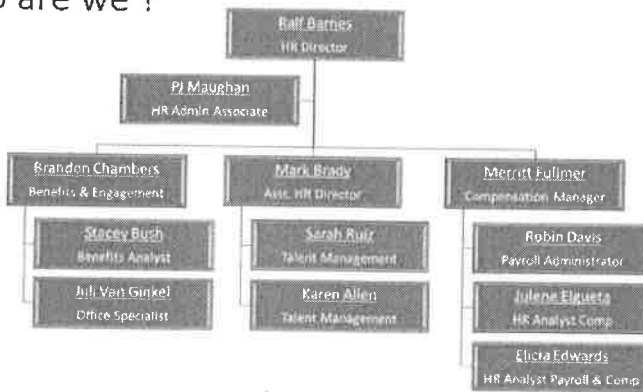 are we ?
Ralf Barnes
HR Director
PJ Maughan
HR Admin Associate
Brandon Chambers
Benefits & Engagement
Mark Brady
Asst. HR Director
Merritt Fullmer
Compensation Manager
Stacey Bush
Benefits Analyst
Sarah Ruiz
Talent Management
Robin Davis
Payroll Administrator
Juli Van Ginkel
Office Specialist
Karen Allen
Talent Management
Julene Elgueta
HR Analyst Comp
Elicia Edwards
HR Analyst Payroll & Comp